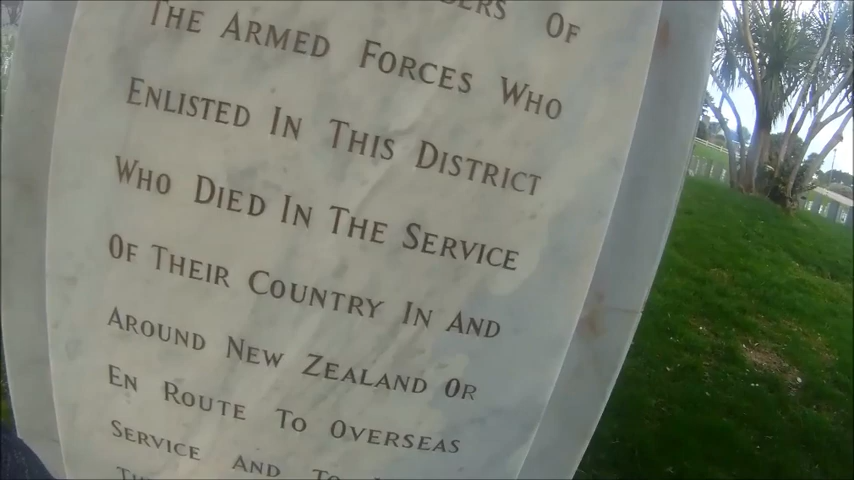 OF
THE ARMED FORCES WHO
ENLISTED IN THIS DISTRICT
WHO DIED IN THE SERVICE
OF THEIR COUNTRY IN AND
AROUND NEW ZEALAND OR
EN ROUTE TO OVERSEAS
SERVICE AND TO